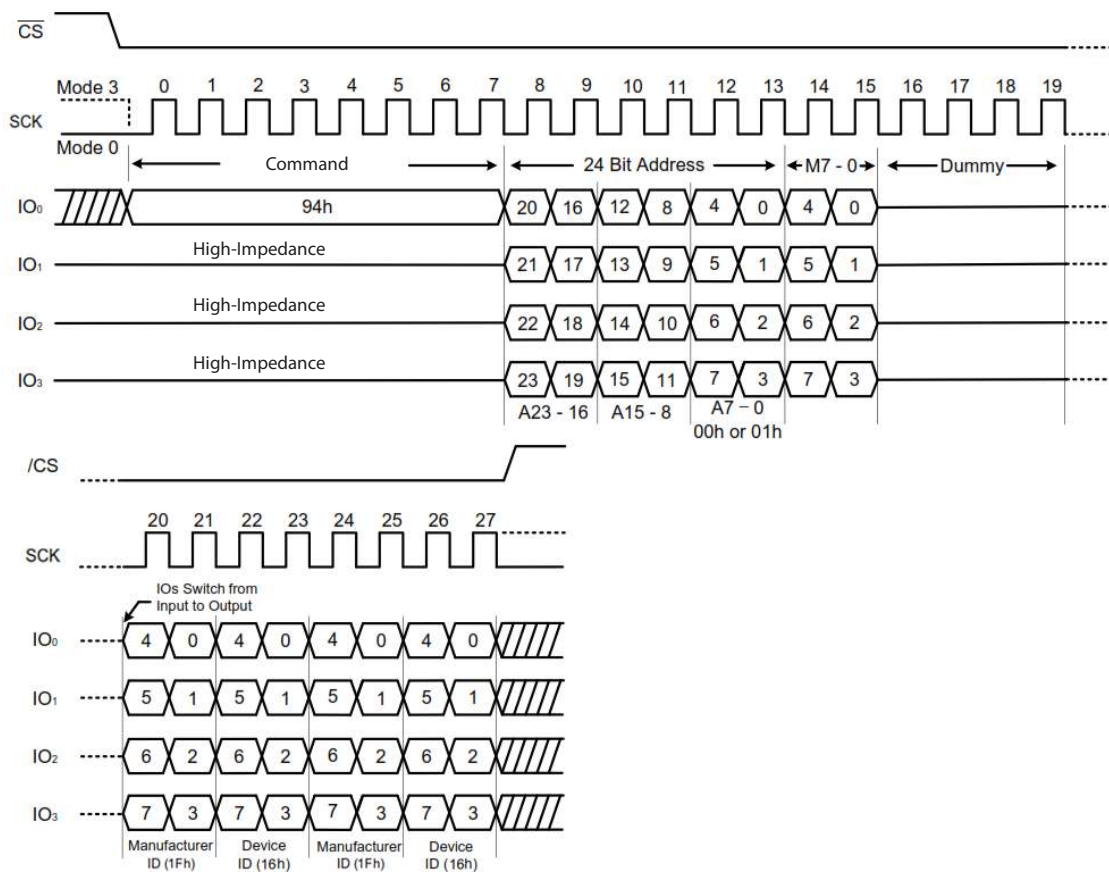 CS
Mode 3 0 1 2 3 4 5 6 7 8 9 10 11 12 13 14 15 16 17 18 19
SCK
Mode 0
Command 24 Bit Address M7 - 0 Dummy
IO0 94h 20 16 12 8 4 0 4 0
High-Impedance
IO1 21 17 13 9 5 1 5 1
High-Impedance
IO2 22 18 14 10 6 2 6 2
High-Impedance
IO3 23 19 15 11 7 3 7 3
A23 - 16 A15 - 8 A7 – 0
00h or 01h
/CS
20 21 22 23 24 25 26 27
SCK
IOs Switch from
Input to Output
IO0 4 0 4 0 4 0 4 0
IO1 5 1 5 1 5 1 5 1
IO2 6 2 6 2 6 2 6 2
IO3 7 3 7 3 7 3 7 3
Manufacturer Device Manufacturer Device
ID (1Fh) ID (16h) ID (1Fh) ID (16h)